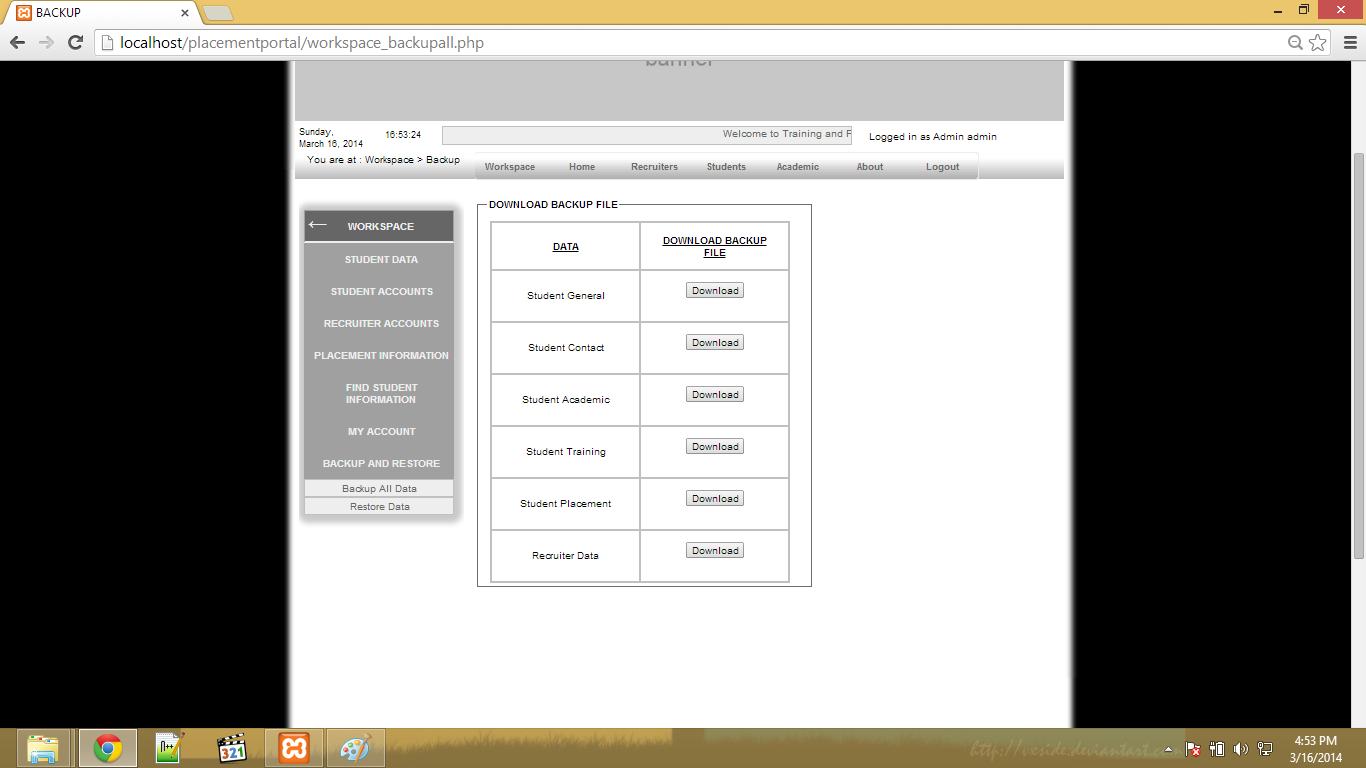 BACKUP
localhost/placementportal/workspace_backupall.php
banner
Sunday,
March 16, 2014
16:53:24
Welcome to Training and P
Logged in as Admin admin
You are at : Workspace > Backup
Workspace Home Recruiters Students Academic About Logout
WORKSPACE
STUDENT DATA
STUDENT ACCOUNTS
RECRUITER ACCOUNTS
PLACEMENT INFORMATION
FIND STUDENT
INFORMATION
MY ACCOUNT
BACKUP AND RESTORE
Backup All Data
Restore Data
DOWNLOAD BACKUP FILE
DATA
DOWNLOAD BACKUP
FILE
Student General Download
Student Contact Download
Student Academic Download
Student Training Download
Student Placement Download
Recruiter Data Download
321
http://veside.deviantart.com
4:53 PM
3/16/2014